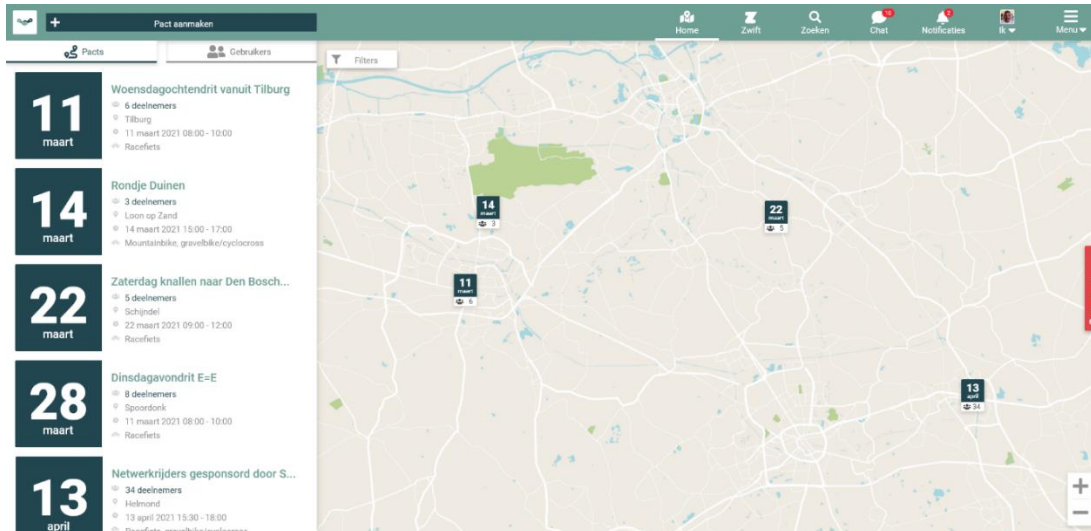 + Pact aanmaken
Home
Zwift
Zoeken
10
Chat
Notificaties
Ik
Menu
Pacts
Gebruikers
Filters
11
maart
Woensdagochtendrit vanuit Tilburg
6 deelnemers
Tilburg
11 maart 2021 08:00 - 10:00
Racefiets
14
maart
Rondje Duinen
3 deelnemers
Loon op Zand
14 maart 2021 15:00 - 17:00
Mountainbike, gravelbike/cyclocross
22
maart
Zaterdag knallen naar Den Bosch...
5 deelnemers
Schijndel
22 maart 2021 09:00 - 12:00
Racefiets
28
maart
Dinsdagavondrit E=E
8 deelnemers
Spoordonk
11 maart 2021 08:00 - 10:00
Racefiets
13
april
Netwerkrijders gesponsord door S...
34 deelnemers
Helmond
13 april 2021 15:30 - 18:00
Racefiets, gravelbike/cyclocross
14
maart
3
22
maart
5
11
maart
6
13
april
34
+
−